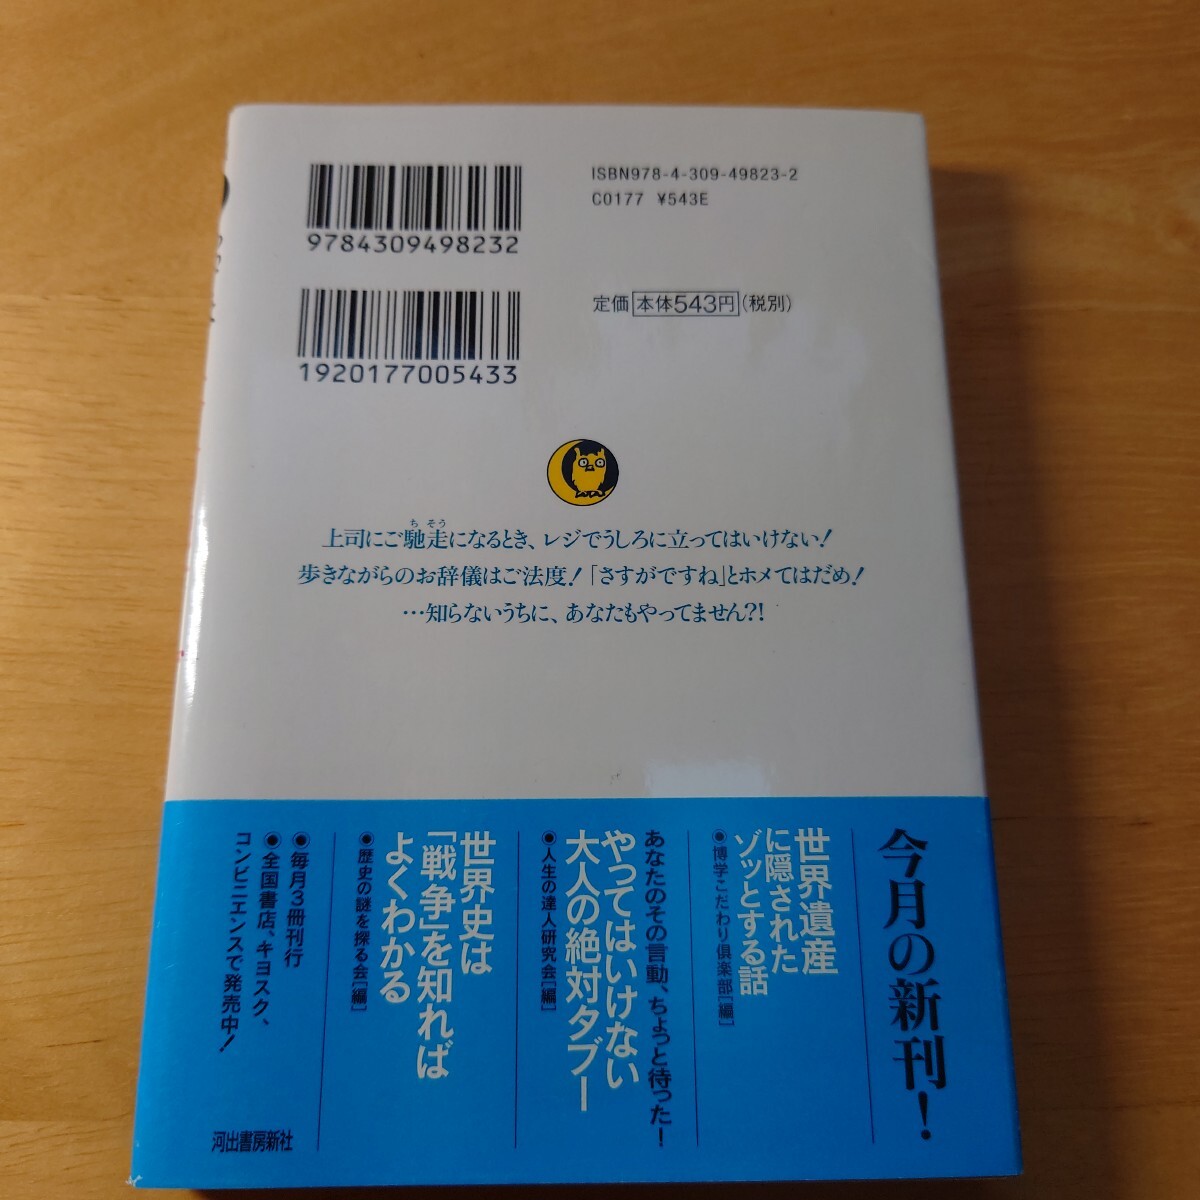 ISBN978-4-309-49823-2
C0177 ¥543E
9784309498232
定価 本体543円 (税別)
1920177005433
ち そう
上司にご馳走になるとき、レジでうしろに立ってはいけない!
歩きながらのお辞儀はご法度!「さすがですね」とホメてはだめ!
…知らないうちに、あなたもやってません?!
今月の新刊!
世界遺産
に隠された
ゾッとする話
●博学こだわり倶楽部[編]
あなたのその言動、ちょっと待った!
やってはいけない
大人の絶対タブー
●人生の達人研究会[編]
世界史は
「戦争」を知れば
よくわかる
●歴史の謎を探る会[編]
●毎月3冊刊行
●全国書店、キヨスク、
コンビニエンスで発売中!
河出書房新社